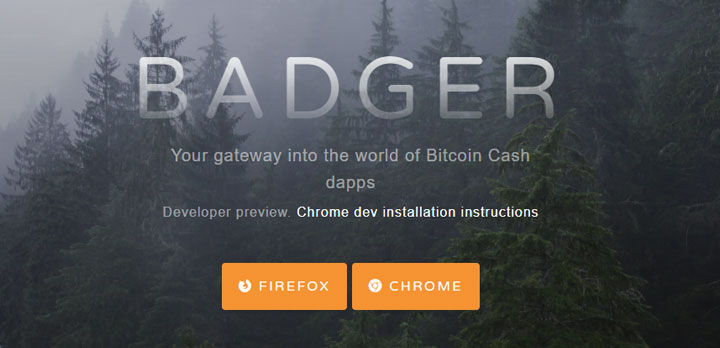 BADGER
Your gateway into the world of Bitcoin Cash
dapps
Developer preview. Chrome dev installation instructions
FIREFOX
CHROME